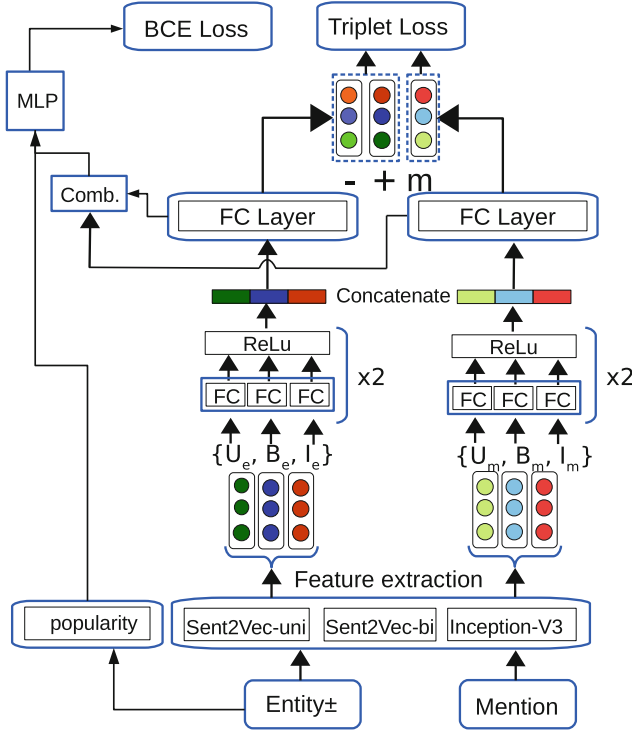 BCE Loss
Triplet Loss
MLP
- + m
Comb.
FC Layer
FC Layer
Concatenate
ReLu
ReLu
x2
x2
FC FC FC
FC FC FC
{Ue, Be, Ie}
{Um, Bm, Im}
Feature extraction
popularity
Sent2Vec-uni
Sent2Vec-bi
Inception-V3
Entity±
Mention